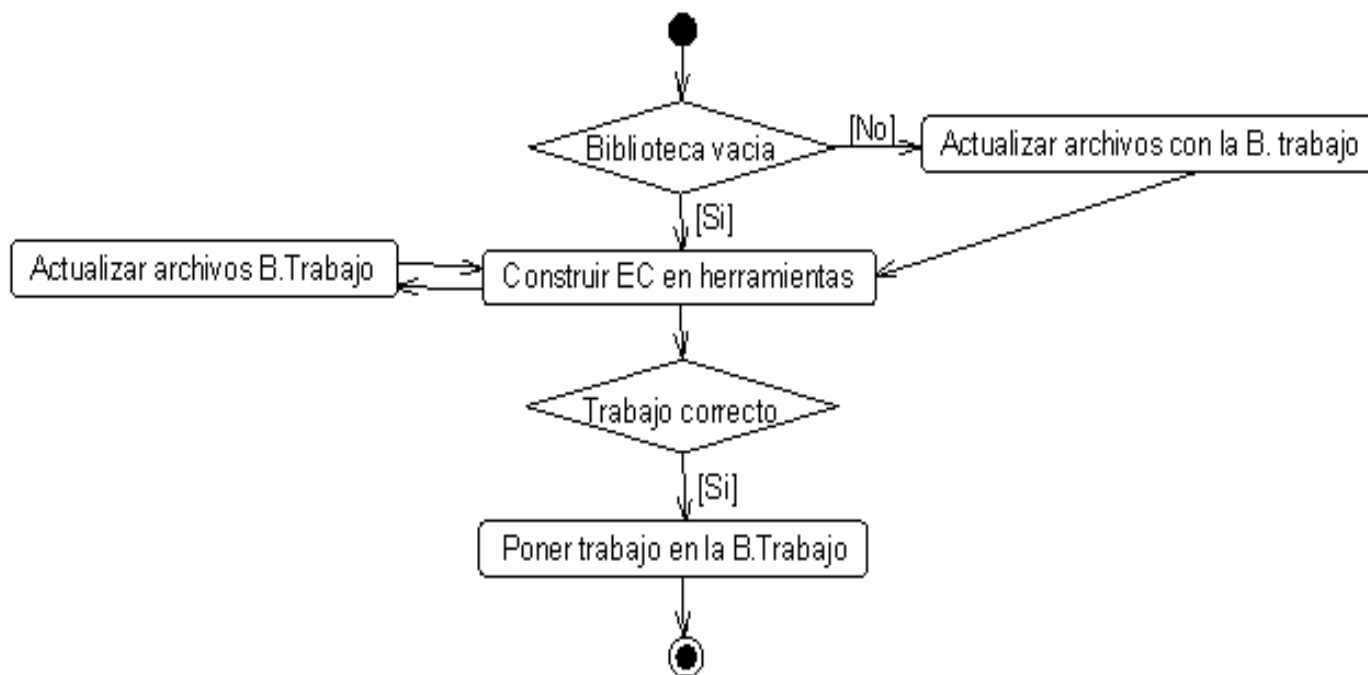 Biblioteca vacia
[No]
Actualizar archivos con la B. trabajo
[Si]
Actualizar archivos B.Trabajo
Construir EC en herramientas
Trabajo correcto
[Si]
Poner trabajo en la B.Trabajo